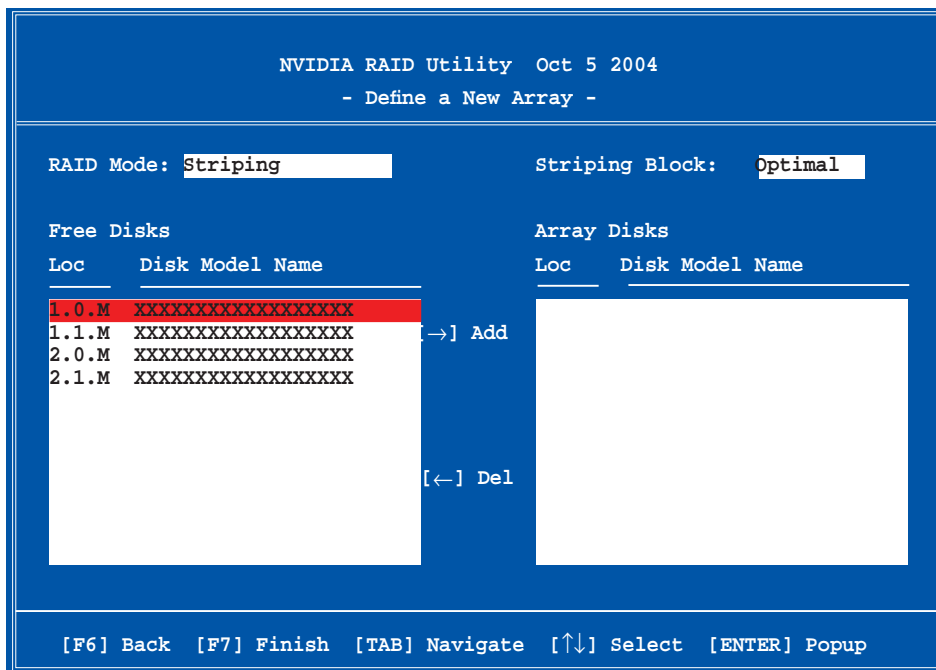 NVIDIA RAID Utility Oct 5 2004
- Define a New Array -
RAID Mode: Striping
Striping Block: Optimal
Free Disks
Loc Disk Model Name
1.0.M XXXXXXXXXXXXXXXXXX
1.1.M XXXXXXXXXXXXXXXXXX
2.0.M XXXXXXXXXXXXXXXXXX
2.1.M XXXXXXXXXXXXXXXXXX
[→] Add
[←] Del
Array Disks
Loc Disk Model Name
[F6] Back [F7] Finish [TAB] Navigate [↑↓] Select [ENTER] Popup